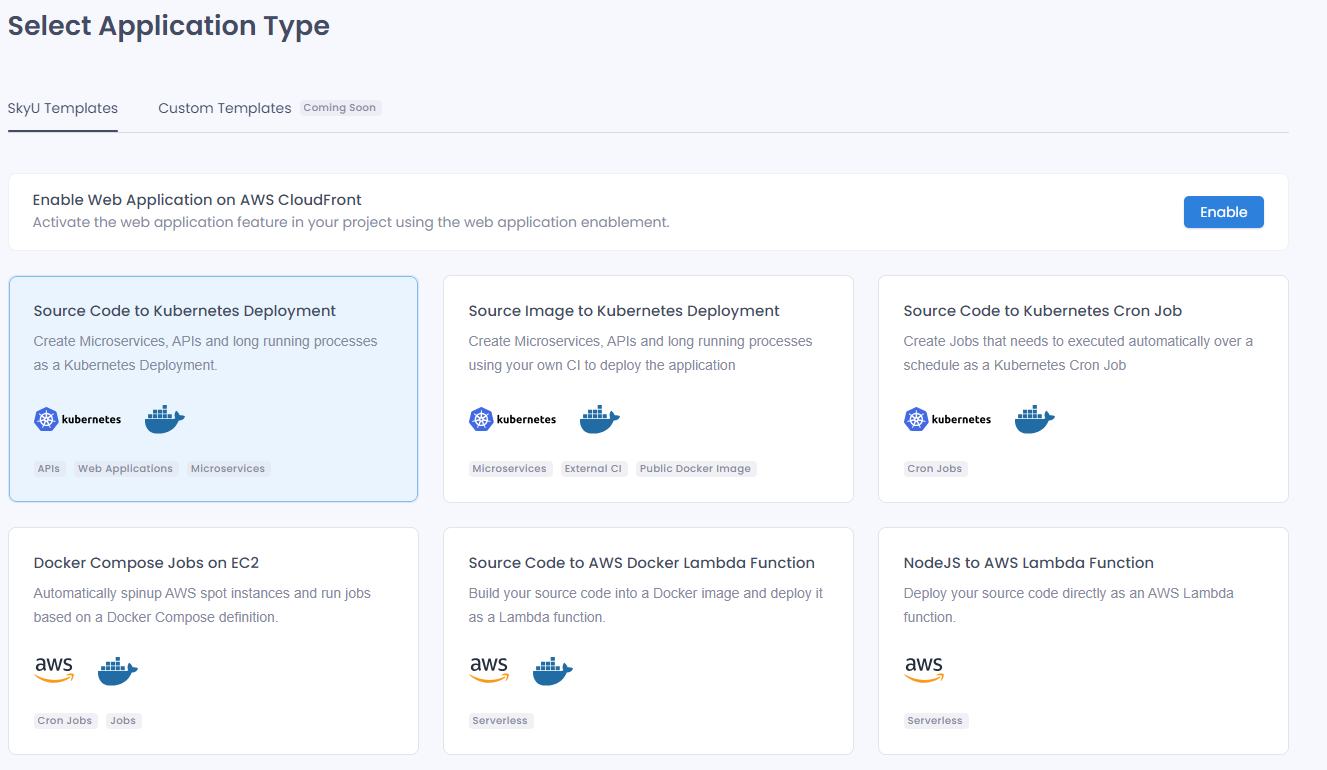 Select Application Type
SkyU Templates
Custom Templates Coming Soon
Enable Web Application on AWS CloudFront
Activate the web application feature in your project using the web application enablement.
Enable
Source Code to Kubernetes Deployment
Create Microservices, APIs and long running processes
as a Kubernetes Deployment.
kubernetes
APIs Web Applications Microservices
Source Image to Kubernetes Deployment
Create Microservices, APIs and long running processes
using your own CI to deploy the application
kubernetes
Microservices External CI Public Docker Image
Source Code to Kubernetes Cron Job
Create Jobs that needs to executed automatically over a
schedule as a Kubernetes Cron Job
kubernetes
Cron Jobs
Docker Compose Jobs on EC2
Automatically spinup AWS spot instances and run jobs
based on a Docker Compose definition.
aws
Cron Jobs Jobs
Source Code to AWS Docker Lambda Function
Build your source code into a Docker image and deploy it
as a Lambda function.
aws
Serverless
NodeJS to AWS Lambda Function
Deploy your source code directly as an AWS Lambda
function.
aws
Serverless